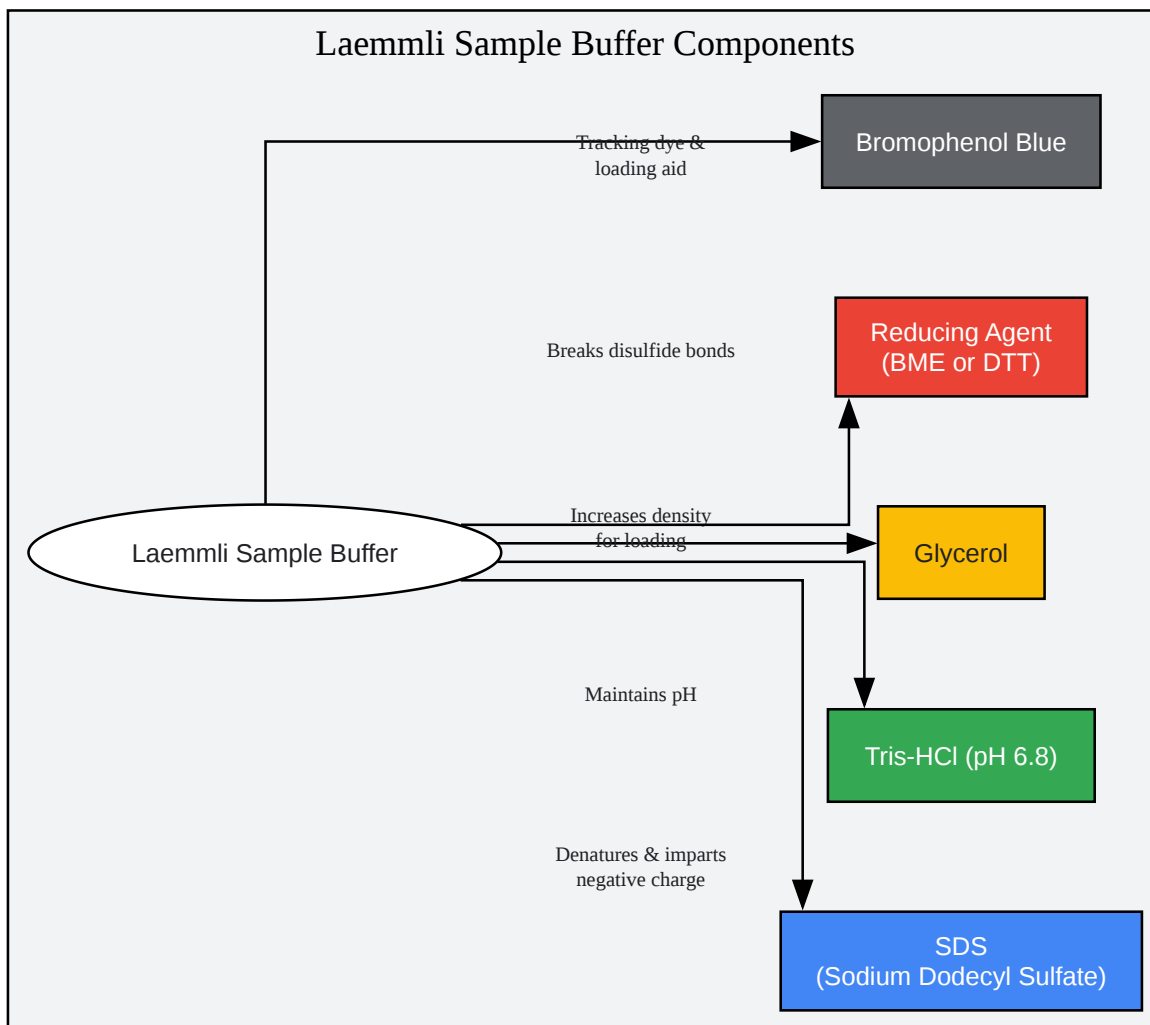 Laemmli Sample Buffer Components
Tracking dye &
loading aid
Bromophenol Blue
Breaks disulfide bonds
Reducing Agent
(BME or DTT)
Increases density
for loading
Laemmli Sample Buffer
Glycerol
Maintains pH
Tris-HCl (pH 6.8)
Denatures & imparts
negative charge
SDS
(Sodium Dodecyl Sulfate)